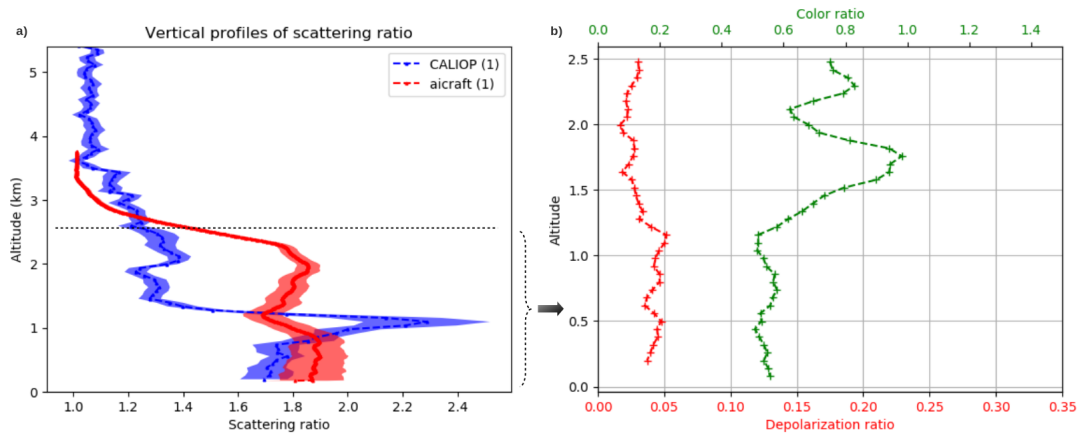 a)
Vertical profiles of scattering ratio
CALIOP (1)
aicraft (1)
5
4
3
2
1
0
Altitude (km)
1.0 1.2 1.4 1.6 1.8 2.0 2.2 2.4
Scattering ratio
b)
Color ratio
0.0 0.2 0.4 0.6 0.8 1.0 1.2 1.4
2.5
2.0
1.5
1.0
0.5
0.0
Altitude
0.00 0.05 0.10 0.15 0.20 0.25 0.30 0.35
Depolarization ratio